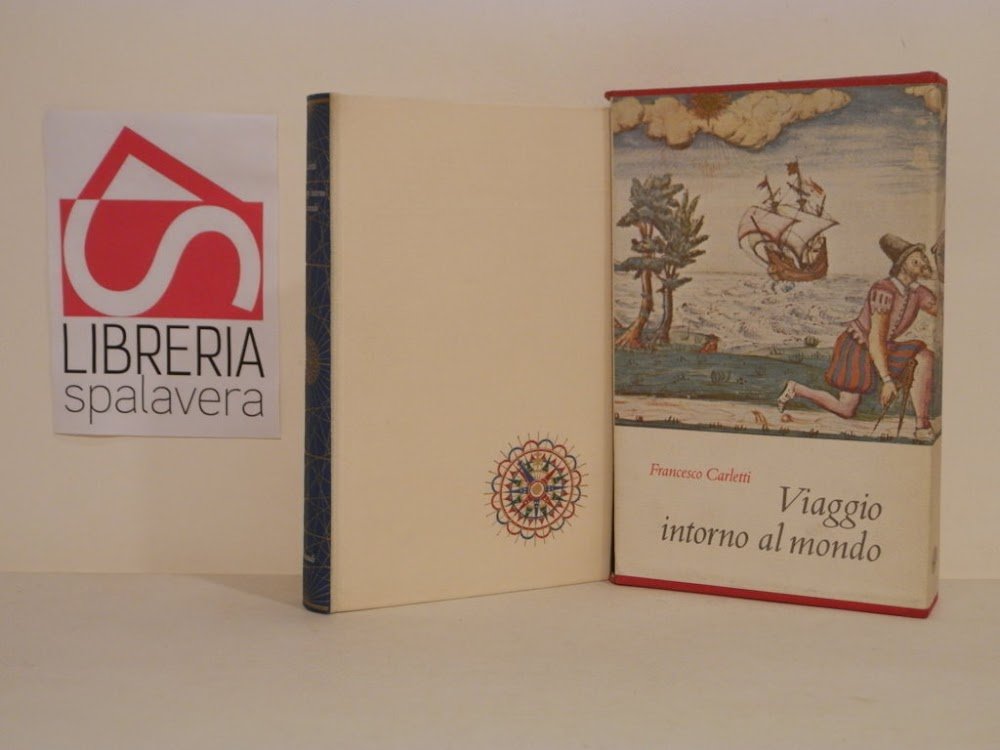 LIBRERIA
spalavera
Francesco Carletti
Viaggio
intorno al mondo